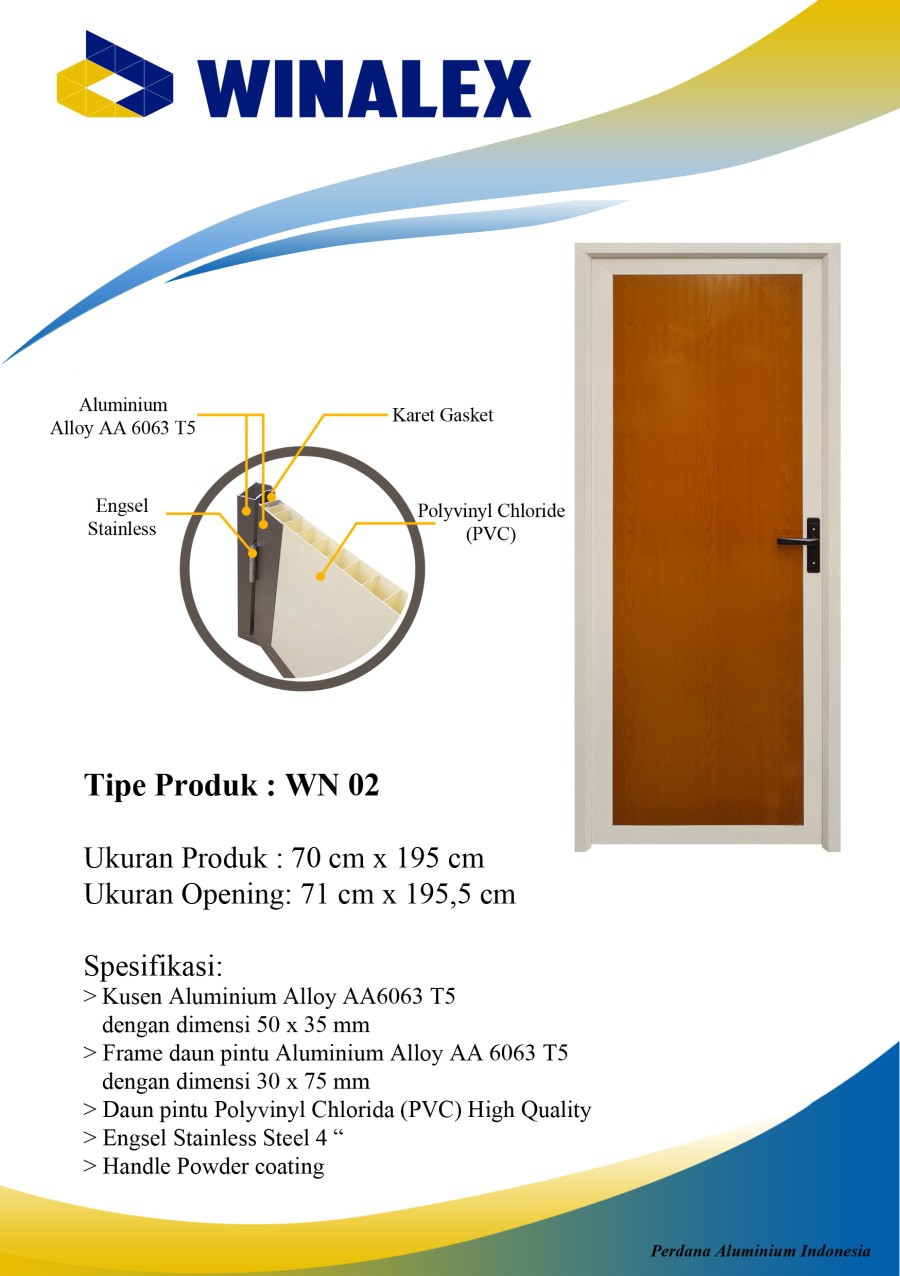 WINALEX
Aluminium
Alloy AA 6063 T5
Karet Gasket
Engsel
Stainless
Polyvinyl Chloride
(PVC)
Tipe Produk : WN 02
Ukuran Produk : 70 cm x 195 cm
Ukuran Opening: 71 cm x 195,5 cm
Spesifikasi:
> Kusen Aluminium Alloy AA6063 T5
dengan dimensi 50 x 35 mm
> Frame daun pintu Aluminium Alloy AA 6063 T5
dengan dimensi 30 x 75 mm
> Daun pintu Polyvinyl Chlorida (PVC) High Quality
> Engsel Stainless Steel 4 “
> Handle Powder coating
Perdana Aluminium Indonesia